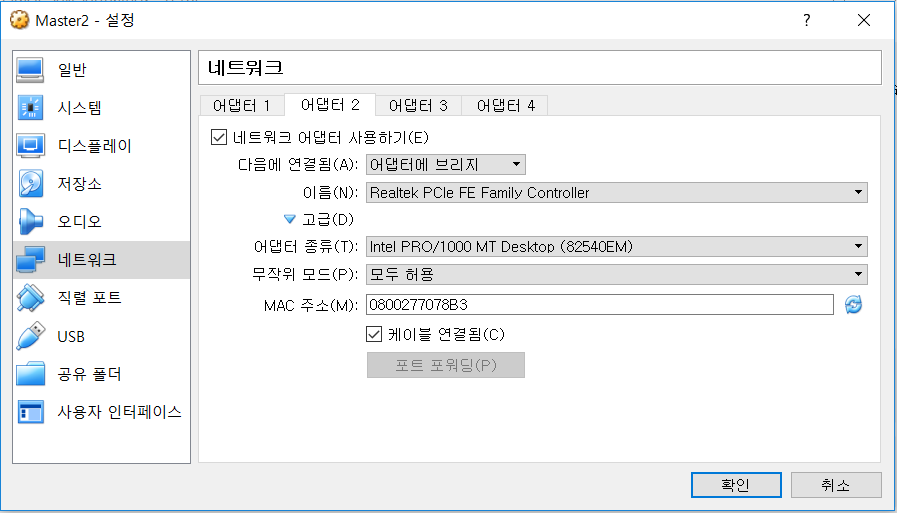 Master2 - 설정
?
일반
시스템
디스플레이
저장소
오디오
네트워크
직렬 포트
USB
공유 폴더
사용자 인터페이스
네트워크
어댑터 1 어댑터 2 어댑터 3 어댑터 4
네트워크 어댑터 사용하기(E)
다음에 연결됨(A): 어댑터에 브리지
이름(N): Realtek PCIe FE Family Controller
고급(D)
어댑터 종류(T): Intel PRO/1000 MT Desktop (82540EM)
무작위 모드(P): 모두 허용
MAC 주소(M): 0800277078B3
케이블 연결됨(C)
포트 포워딩(P)
확인 취소